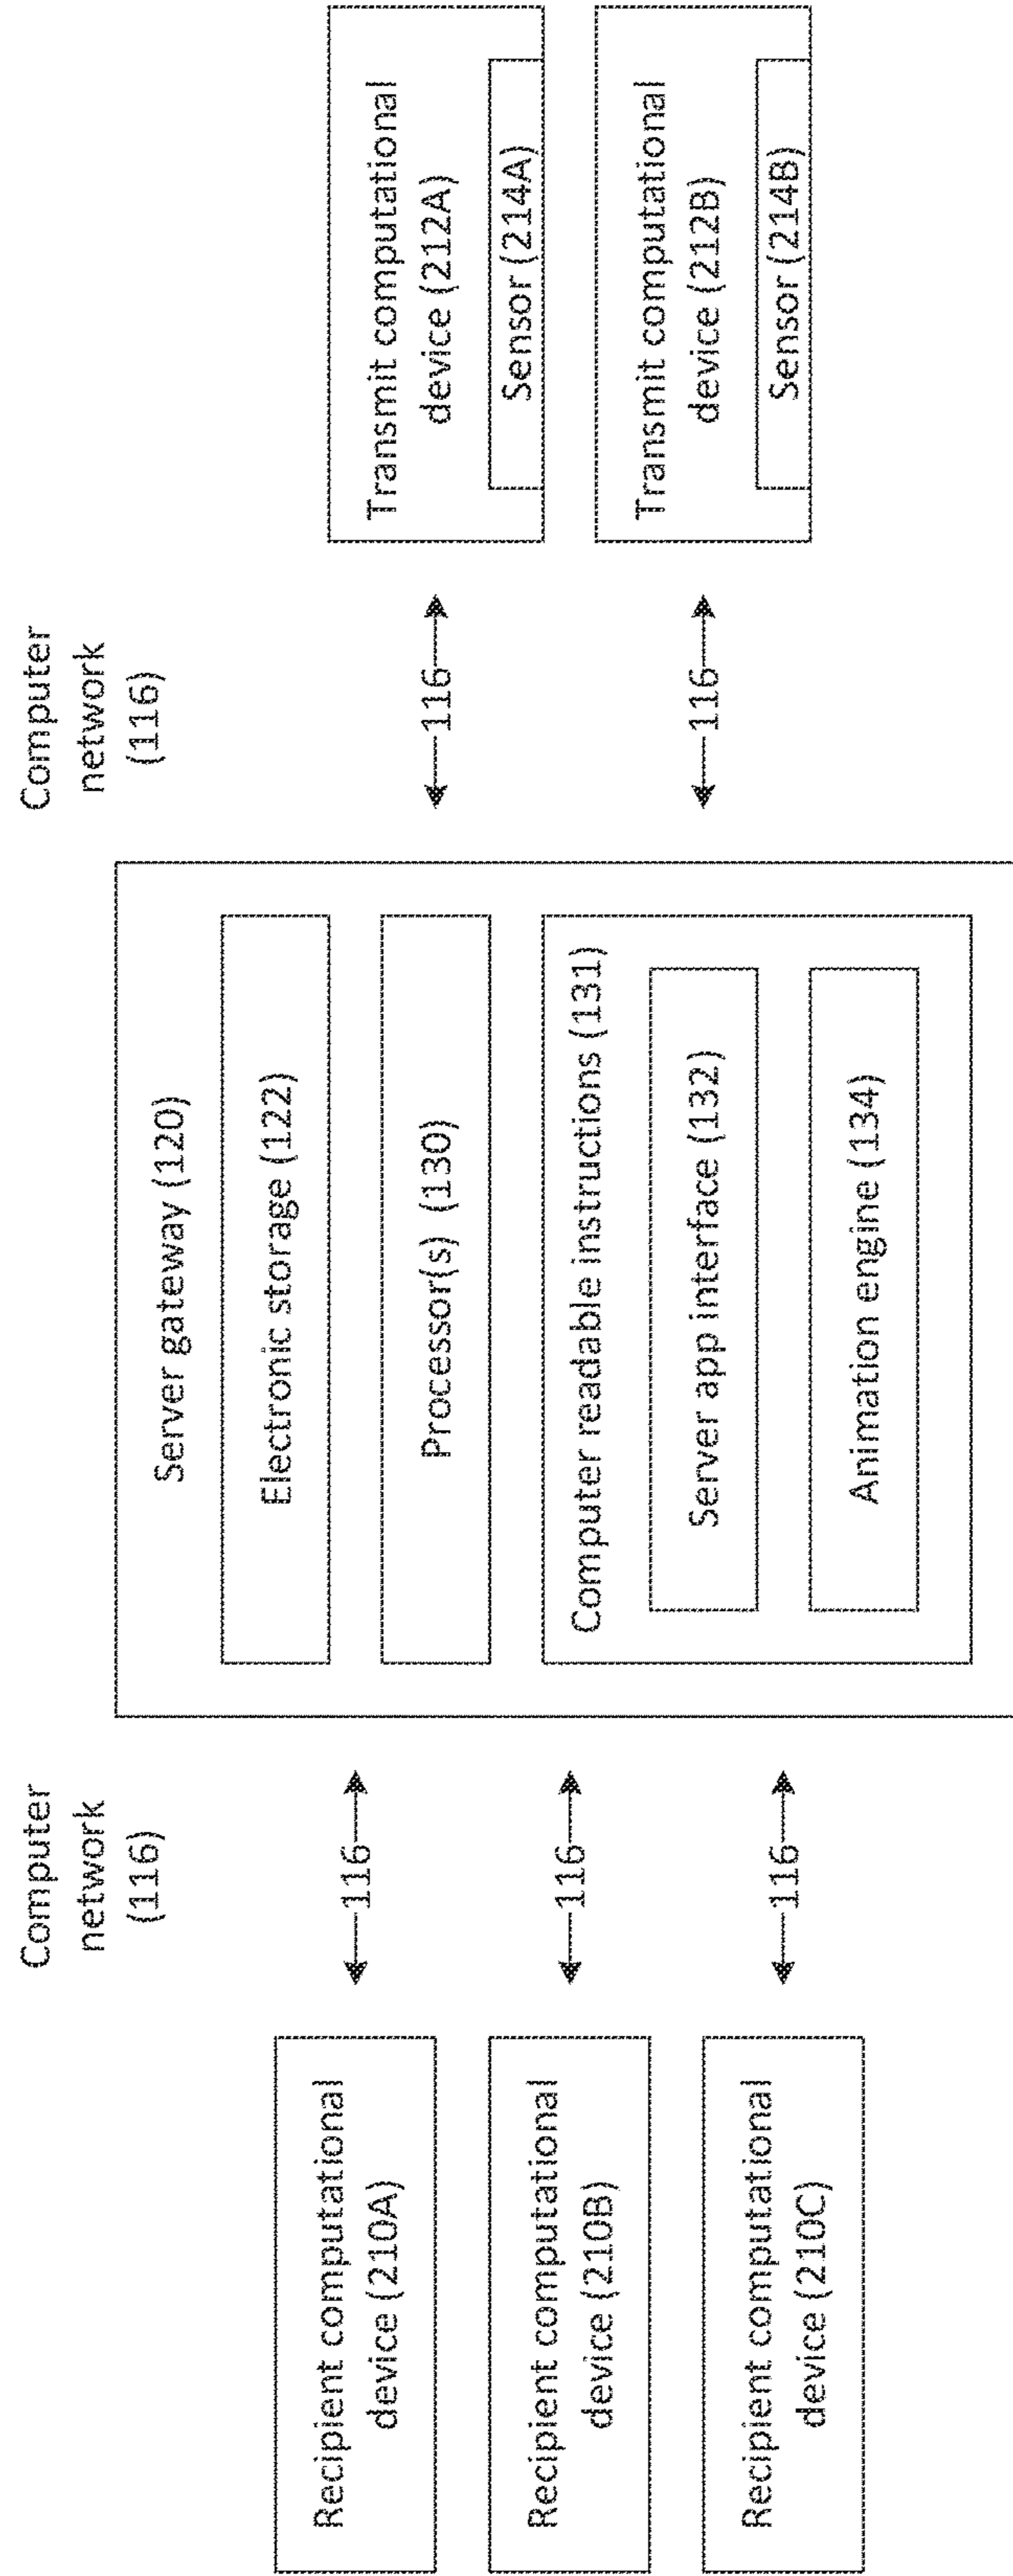 Computer
network
(116)
Computer
network
(116)
Recipient computational
device (210A)
Recipient computational
device (210B)
Recipient computational
device (210C)
116
116
116
Server gateway (120)
Electronic storage (122)
Processor(s) (130)
Computer readable instructions (131)
Server app interface (132)
Animation engine (134)
116
116
Transmit computational
device (212A)
Sensor (214A)
Transmit computational
device (212B)
Sensor (214B)